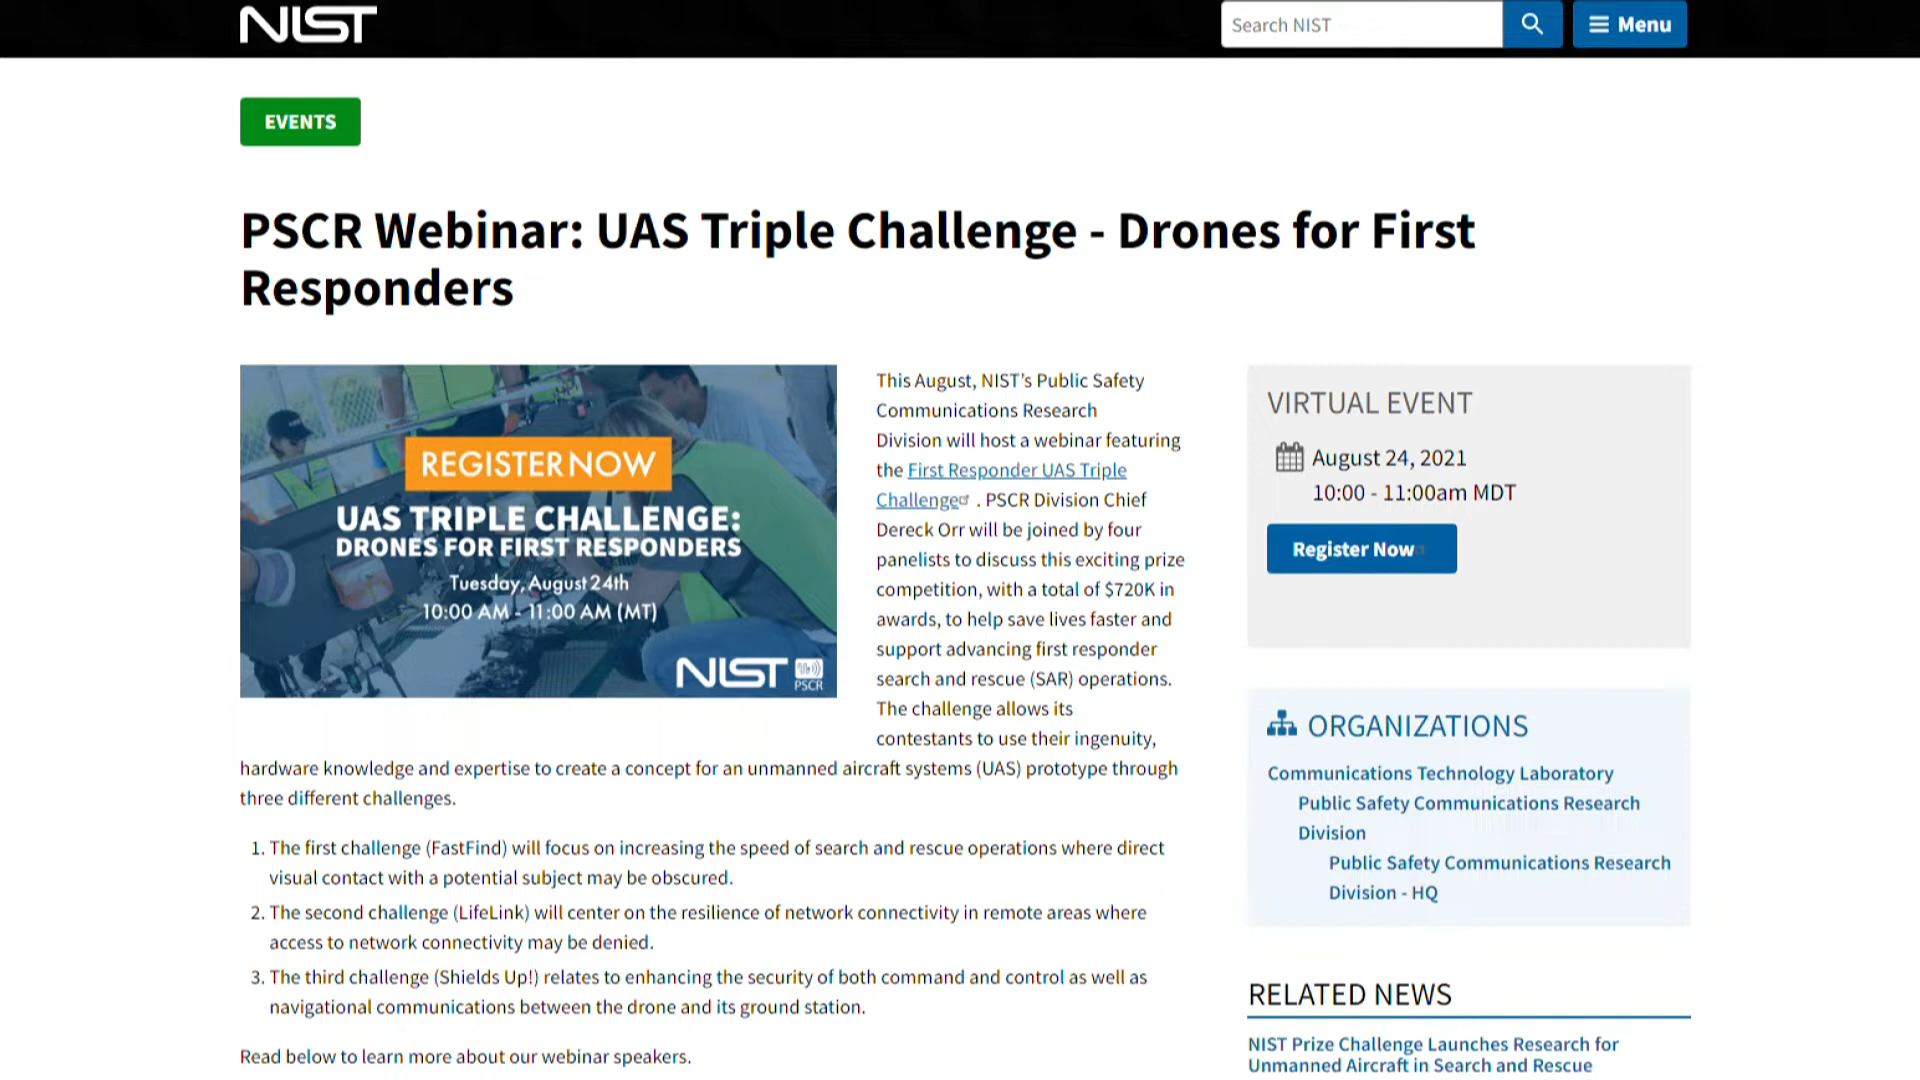 NIST
Search NIST
Menu
EVENTS
PSCR Webinar: UAS Triple Challenge - Drones for First
Responders
REGISTER NOW
UAS TRIPLE CHALLENGE:
DRONES FOR FIRST RESPONDERS
Tuesday, August 24th
10:00 AM - 11:00 AM (MT)
NIST
PSCR
This August, NIST's Public Safety
Communications Research
Division will host a webinar featuring
the First Responder UAS Triple
Challenge . PSCR Division Chief
Dereck Orr will be joined by four
panelists to discuss this exciting prize
competition, with a total of $720K in
awards, to help save lives faster and
support advancing first responder
search and rescue (SAR) operations.
The challenge allows its
contestants to use their ingenuity,
hardware knowledge and expertise to create a concept for an unmanned aircraft systems (UAS) prototype through
three different challenges.
1. The first challenge (FastFind) will focus on increasing the speed of search and rescue operations where direct
visual contact with a potential subject may be obscured.
2. The second challenge (LifeLink) will center on the resilience of network connectivity in remote areas where
access to network connectivity may be denied.
3. The third challenge (Shields Up!) relates to enhancing the security of both command and control as well as
navigational communications between the drone and its ground station.
Read below to learn more about our webinar speakers.
VIRTUAL EVENT
August 24, 2021
10:00 - 11:00am MDT
Register Now
ORGANIZATIONS
Communications Technology Laboratory
Public Safety Communications Research
Division
Public Safety Communications Research
Division - HQ
RELATED NEWS
NIST Prize Challenge Launches Research for
Unmanned Aircraft in Search and Rescue